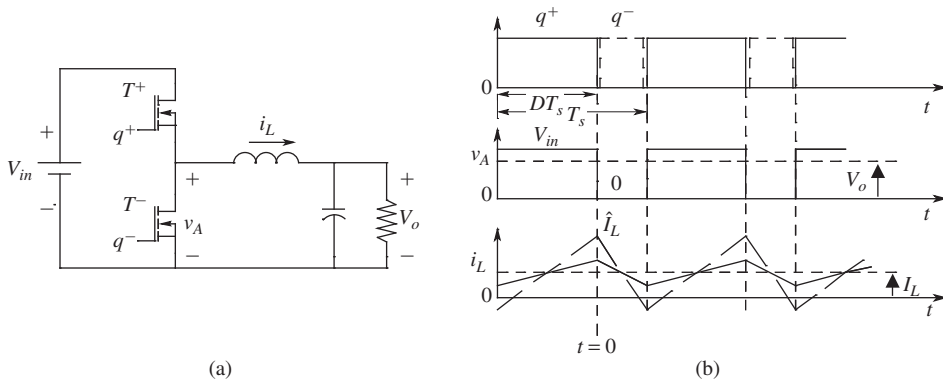 T⁺
q⁺
i_L
+
V_in
−
+
T⁻
q⁻
v_A
−
+
V_o
−
(a)
q⁺ q⁻
0
t
DT_s
T_s
V_in
v_A
0
0
V_o
t
Î_L
i_L
0
I_L
t
t = 0
(b)